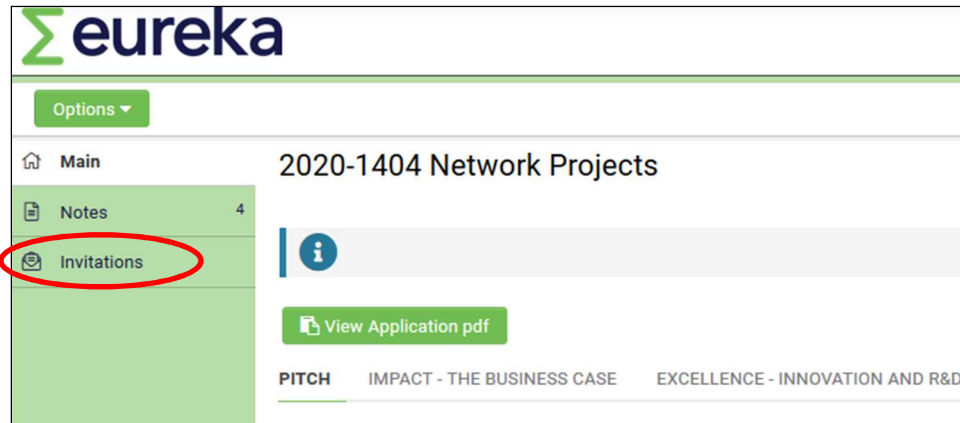 eureka
Options
Main
2020-1404 Network Projects
Notes 4
Invitations
View Application pdf
PITCH IMPACT - THE BUSINESS CASE EXCELLENCE - INNOVATION AND R&D